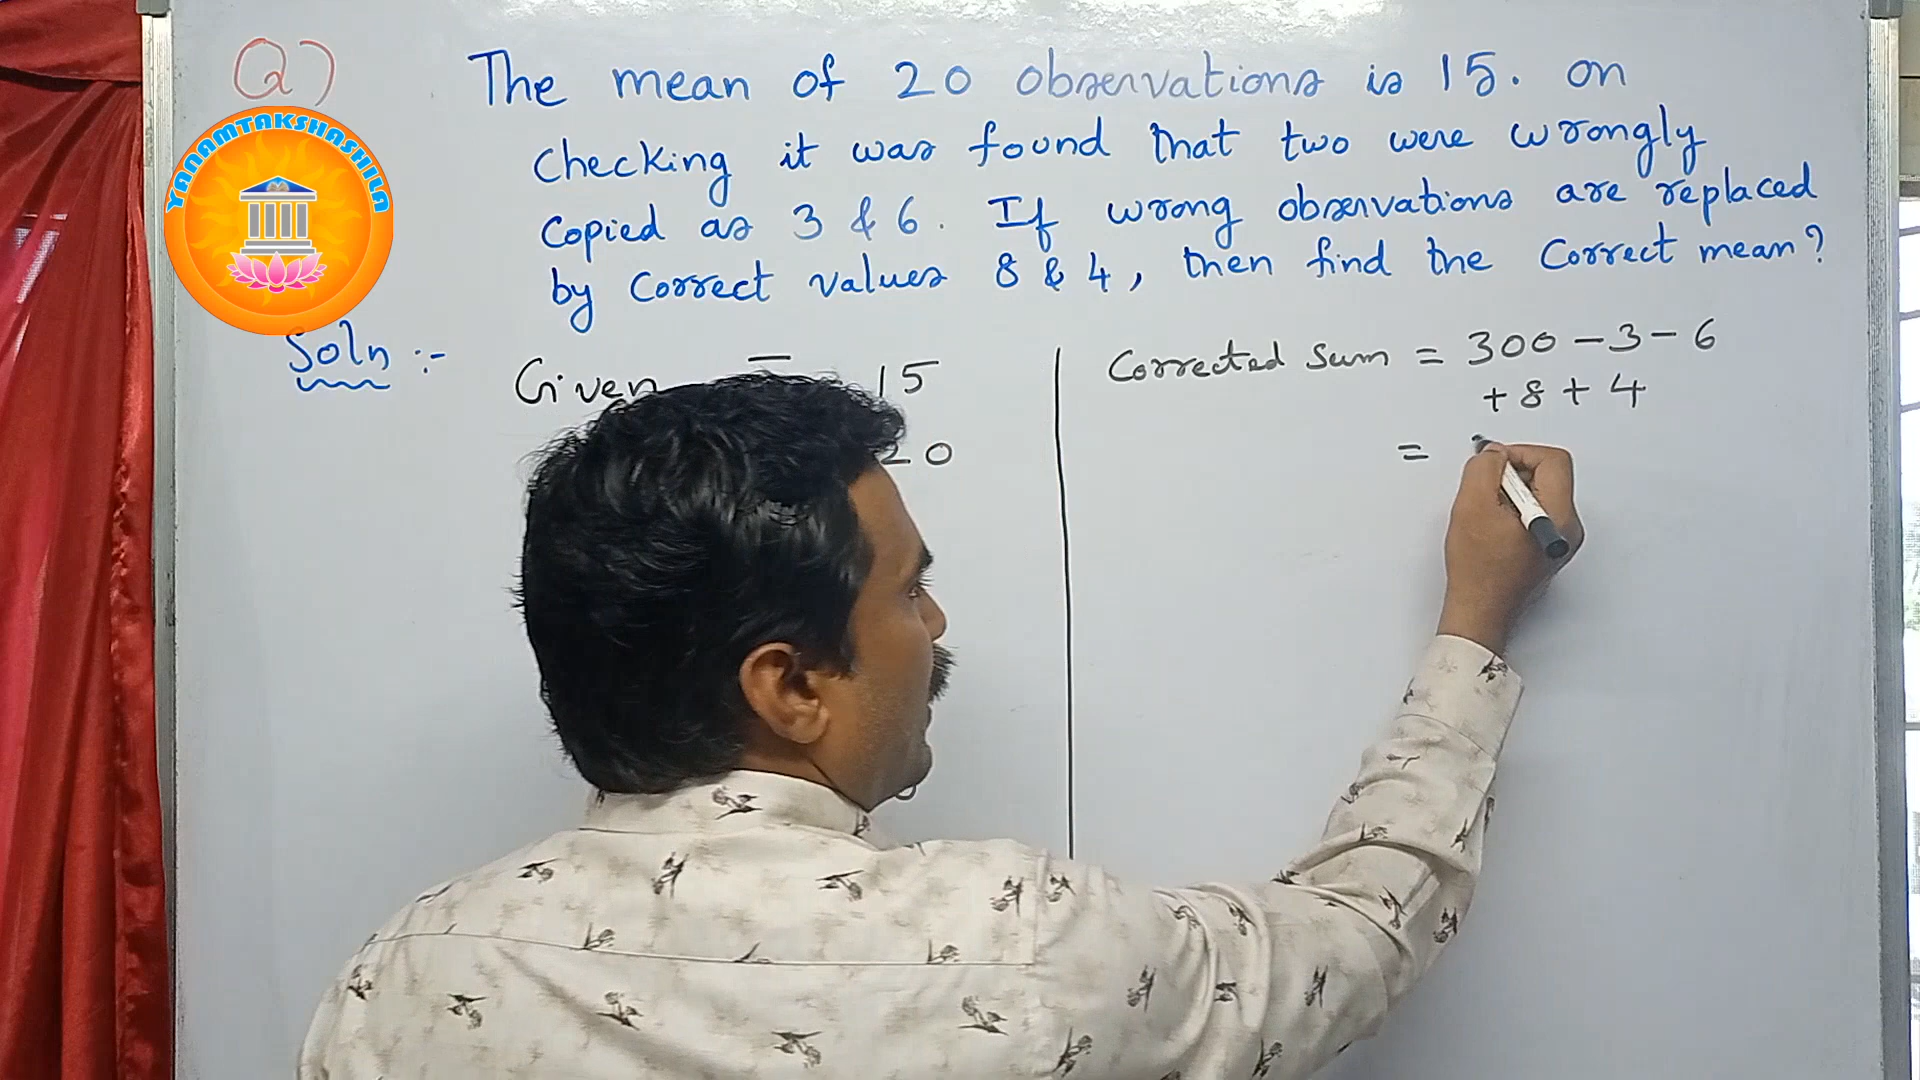 Q)
The mean of 20 observations is 15. on
checking it was found that two were wrongly
copied as 3 & 6. If wrong observations are replaced
by correct values 8 & 4, then find the correct mean?
YANAMTAKSHASHILA
Soln :-
Given 15
20
Corrected sum = 300 - 3 - 6
+ 8 + 4
=